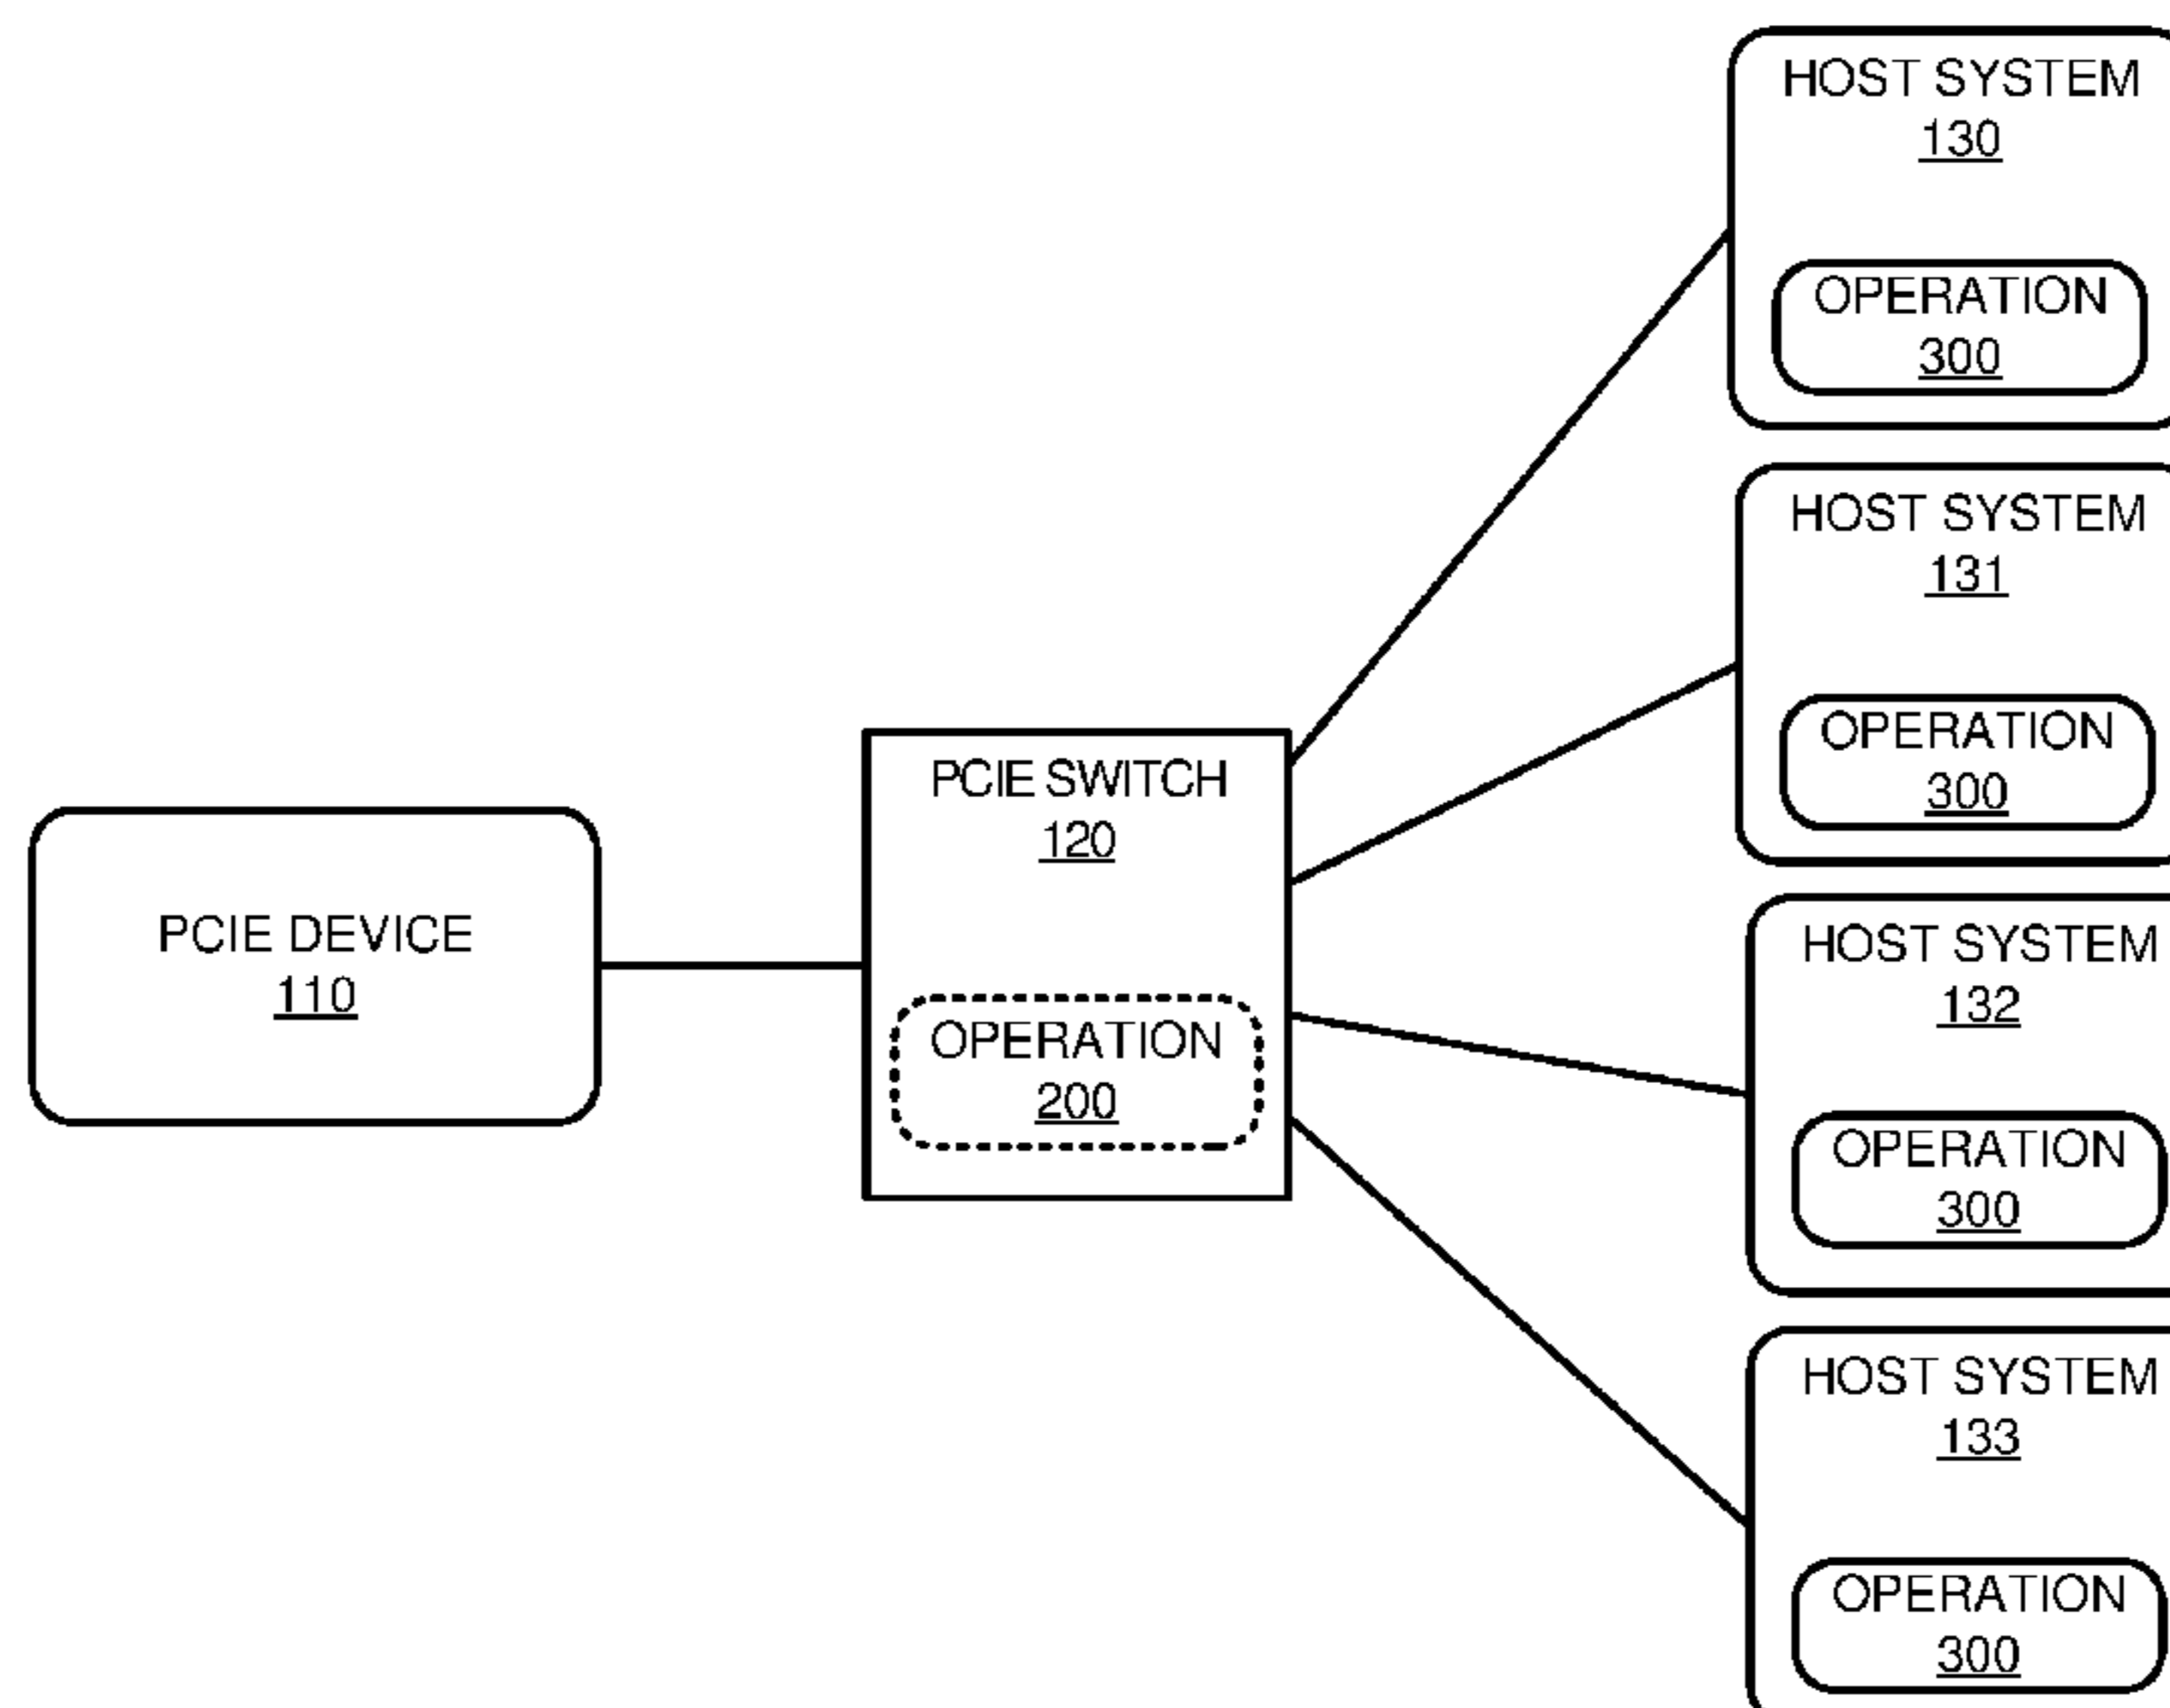 HOST SYSTEM
130
OPERATION
300
HOST SYSTEM
131
OPERATION
300
PCIE SWITCH
120
OPERATION
200
PCIE DEVICE
110
HOST SYSTEM
132
OPERATION
300
HOST SYSTEM
133
OPERATION
300